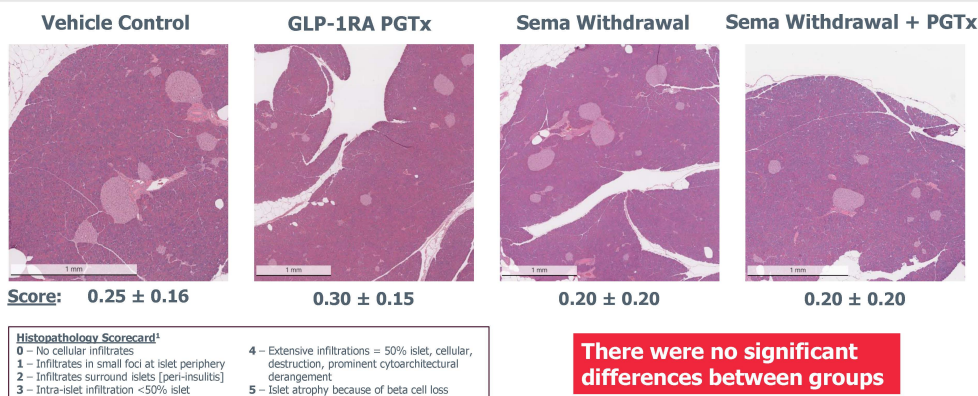 Vehicle Control
GLP-1RA PGTx
Sema Withdrawal
Sema Withdrawal + PGTx
1 mm
1 mm
1 mm
1 mm
Score: 0.25 ± 0.16
0.30 ± 0.15
0.20 ± 0.20
0.20 ± 0.20
Histopathology Scorecard¹
0 – No cellular infiltrates
1 – Infiltrates in small foci at islet periphery
2 – Infiltrates surround islets [peri-insulitis]
3 – Intra-islet infiltration <50% islet
4 – Extensive infiltrations = 50% islet, cellular,
destruction, prominent cytoarchitectural
derangement
5 – Islet atrophy because of beta cell loss
There were no significant
differences between groups